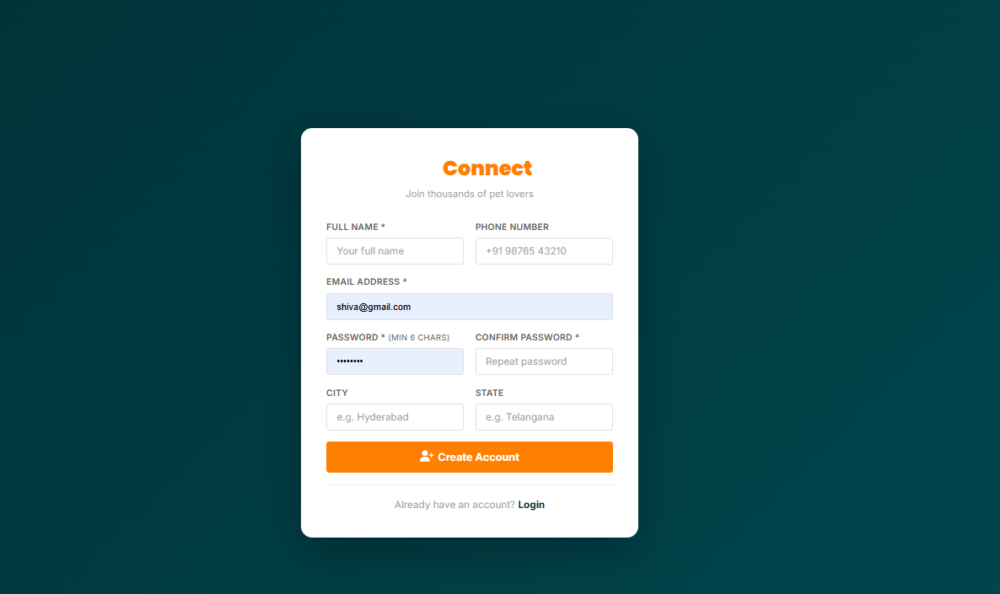 Connect
Join thousands of pet lovers
FULL NAME * PHONE NUMBER
Your full name +91 98765 43210
EMAIL ADDRESS *
shiva@gmail.com
PASSWORD * (MIN 6 CHARS) CONFIRM PASSWORD *
•••••••• Repeat password
CITY STATE
e.g. Hyderabad e.g. Telangana
Create Account
Already have an account? Login